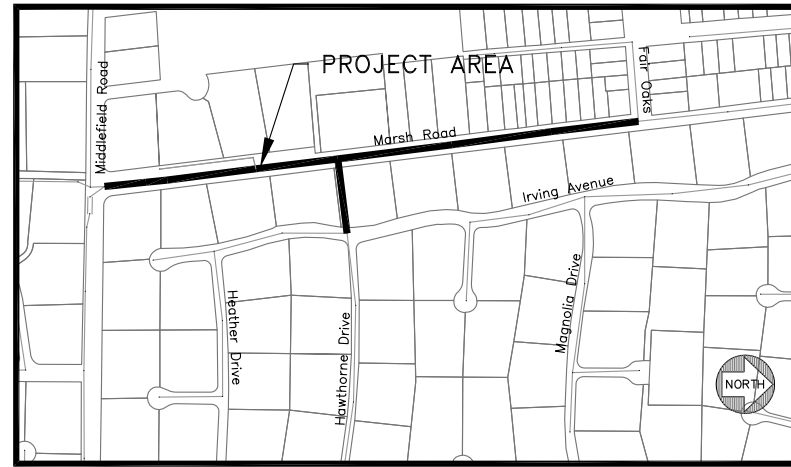 PROJECT AREA
Middlefield Road
Marsh Road
Fair Oaks
Irving Avenue
Heather Drive
Hawthorne Drive
Magnolia Drive
NORTH